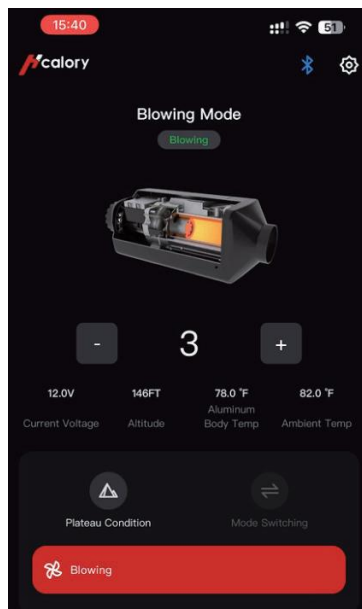 15:40
51
Hcalory
Blowing Mode
Blowing
- 3 +
12.0V 146FT 78.0 °F 82.0 °F
Current Voltage Altitude Aluminum Body Temp Ambient Temp
Plateau Condition Mode Switching
Blowing